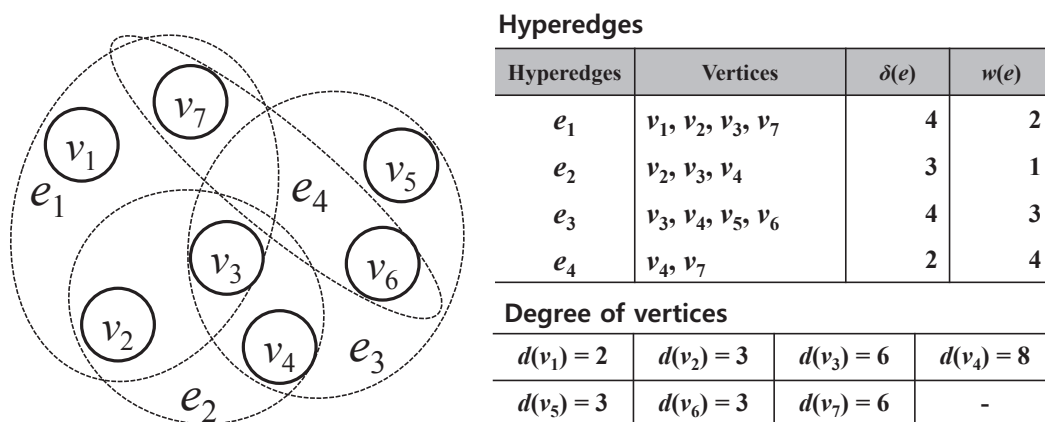 v₇
v₁
v₅
e₁
e₄
v₃
v₆
v₂
v₄
e₃
e₂
Hyperedges
Hyperedges Vertices δ(e) w(e)
e₁ v₁, v₂, v₃, v₇ 4 2
e₂ v₂, v₃, v₄ 3 1
e₃ v₃, v₄, v₅, v₆ 4 3
e₄ v₄, v₇ 2 4
Degree of vertices
d(v₁) = 2 d(v₂) = 3 d(v₃) = 6 d(v₄) = 8
d(v₅) = 3 d(v₆) = 3 d(v₇) = 6 -